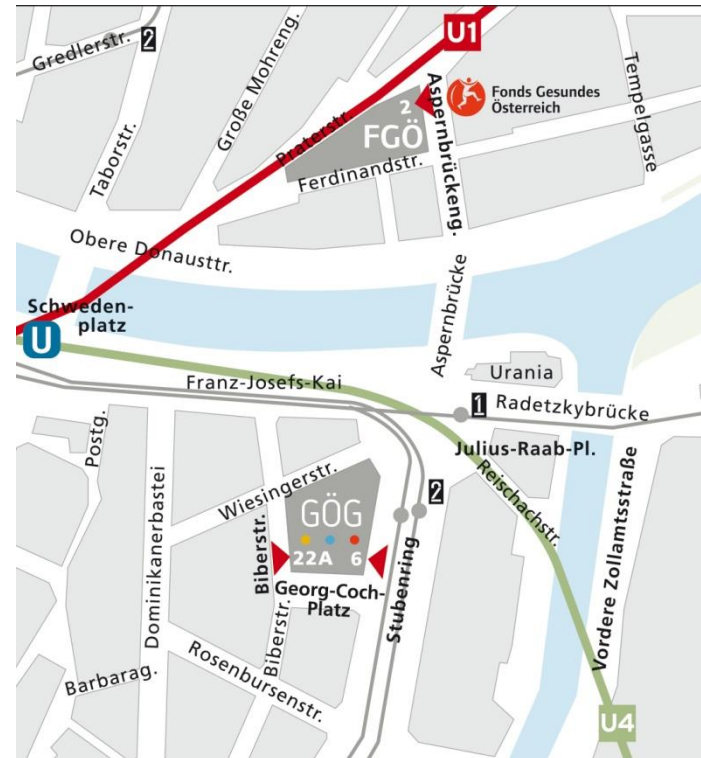 Gredlerstr.
2
U1
Große Mohreng.
Taborstr.
Praterstr.
2
FGÖ
Fonds Gesundes
Österreich
Aspernbrückeng.
Tempelgasse
Ferdinandstr.
Obere Donausttr.
Schweden-
platz
U
Aspernbrücke
Franz-Josefs-Kai
Urania
1
Radetzkybrücke
Julius-Raab-Pl.
Postg.
Dominikanerbastei
Wiesingerstr.
Biberstr.
GÖG
22A
6
2
Reischachstr.
Georg-Coch-
Platz
Stubenring
Vordere Zollamtsstraße
Biberstr.
Rosenbursenstr.
Barbarag.
U4